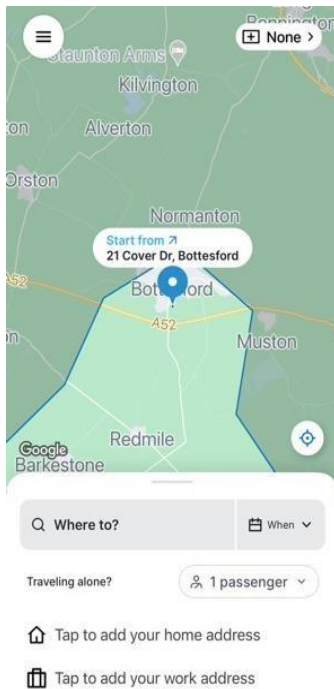 Bennington
None >
Staunton Arms
Kilvington
on
Alverton
Orston
Normanton
Start from ↗
21 Cover Dr, Bottesford
A52
Bottesford
A52
Muston
Google
Redmile
Barkestone
Where to?
When
Traveling alone?
1 passenger
Tap to add your home address
Tap to add your work address